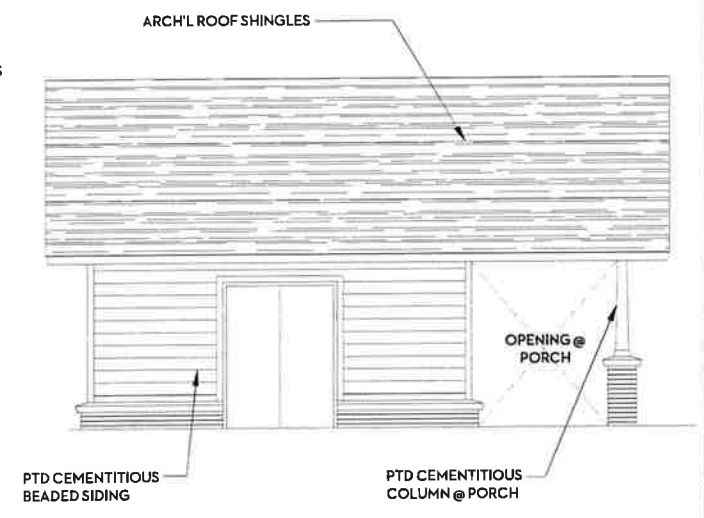 ARCH'L ROOF SHINGLES
S
OPENING @
PORCH
PTD CEMENTITIOUS
BEADED SIDING
PTD CEMENTITIOUS
COLUMN @ PORCH